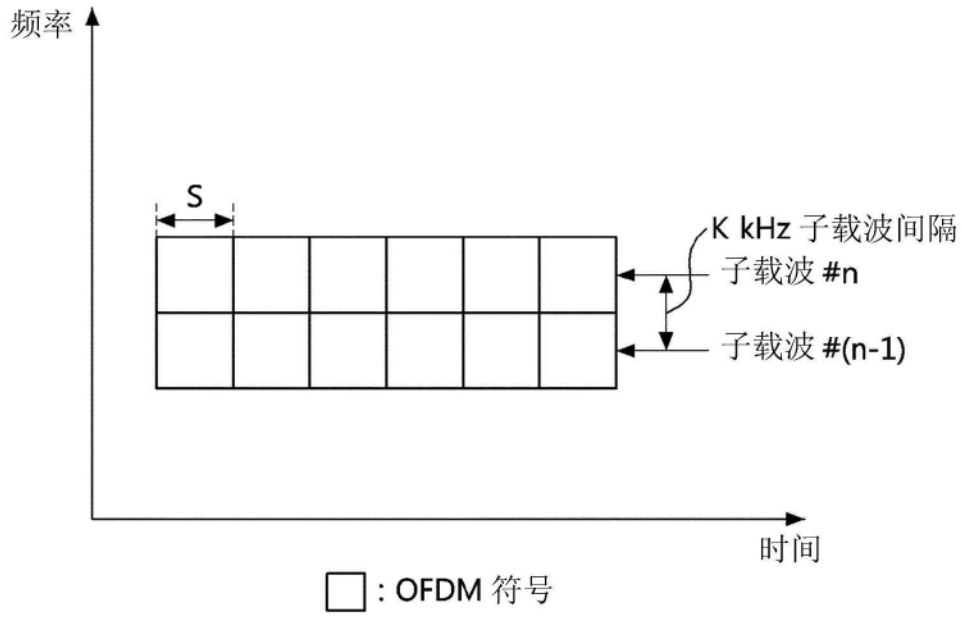 频率
S
K kHz 子载波间隔
子载波 #n
子载波 #(n-1)
时间
: OFDM 符号